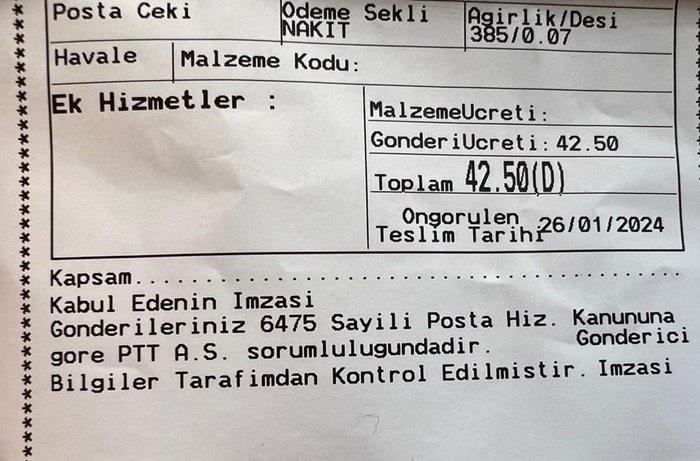 Posta Ceki
Odeme Sekli
NAKIT
Agirlik/Desi
385/0.07
Havale
Malzeme Kodu:
Ek Hizmetler :
MalzemeUcreti:
GonderiUcreti: 42.50
Toplam 42.50(D)
Ongorulen
Teslim Tarihi
26/01/2024
Kapsam........................................
Kabul Edenin Imzasi
Gonderileriniz 6475 Sayili Posta Hiz. Kanununa
gore PTT A.S. sorumlulugundadir.
Gonderici
Bilgiler Tarafimdan Kontrol Edilmistir. Imzasi